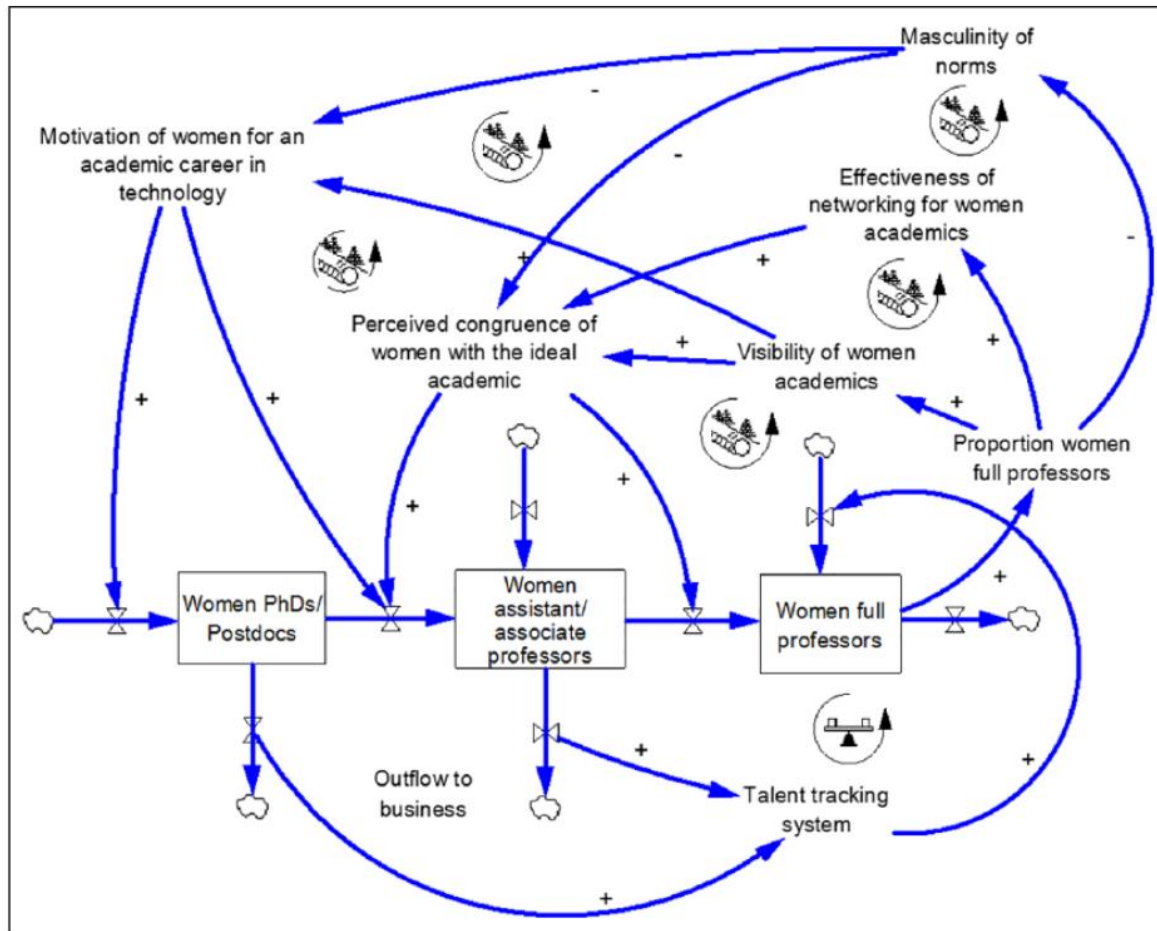 Masculinity of
norms
-
Motivation of women for an
academic career in
technology
-
Effectiveness of
networking for women
academics
-
+
+
Perceived congruence of
women with the ideal
academic
+
Visibility of women
academics
+
+
+
+
+
Proportion women
full professors
+
+
Women PhDs/
Postdocs
Women
assistant/
associate
professors
Women full
professors
+
+
Outflow to
business
Talent tracking
system
+
+